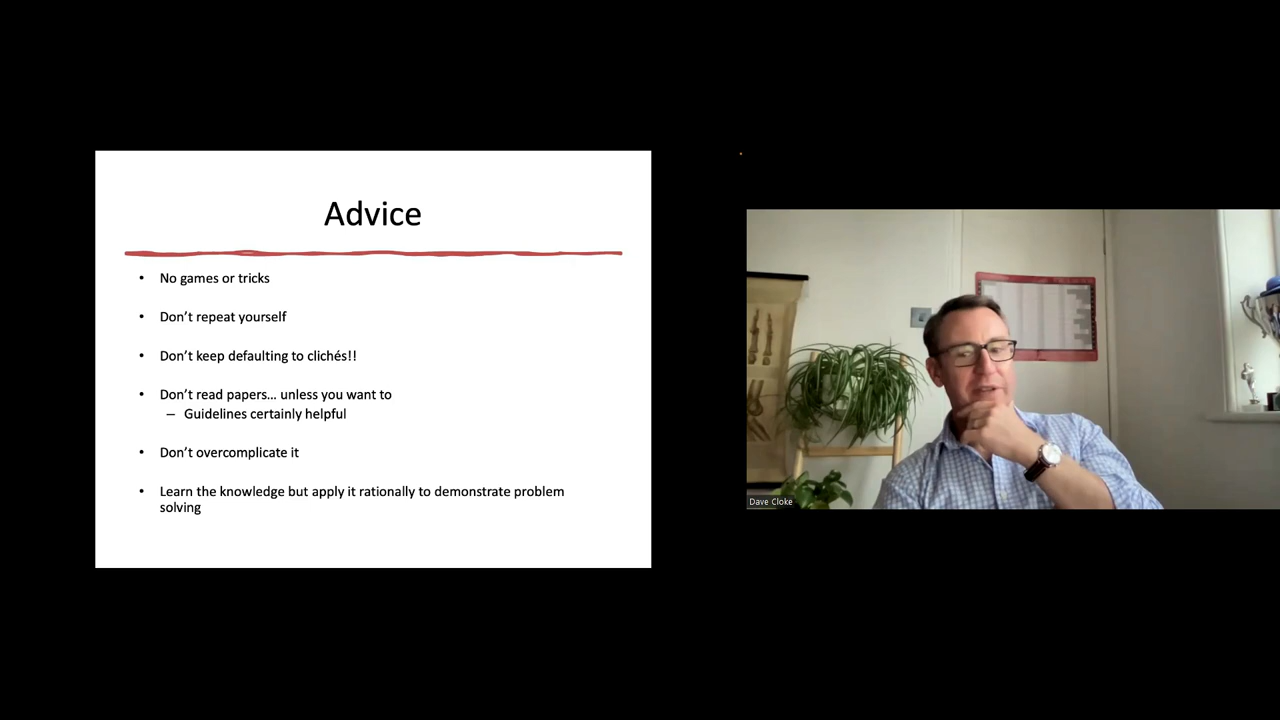 Advice
• No games or tricks
• Don’t repeat yourself
• Don’t keep defaulting to clichés!!
• Don’t read papers… unless you want to
– Guidelines certainly helpful
• Don’t overcomplicate it
• Learn the knowledge but apply it rationally to demonstrate problem
solving
Dave Cloke